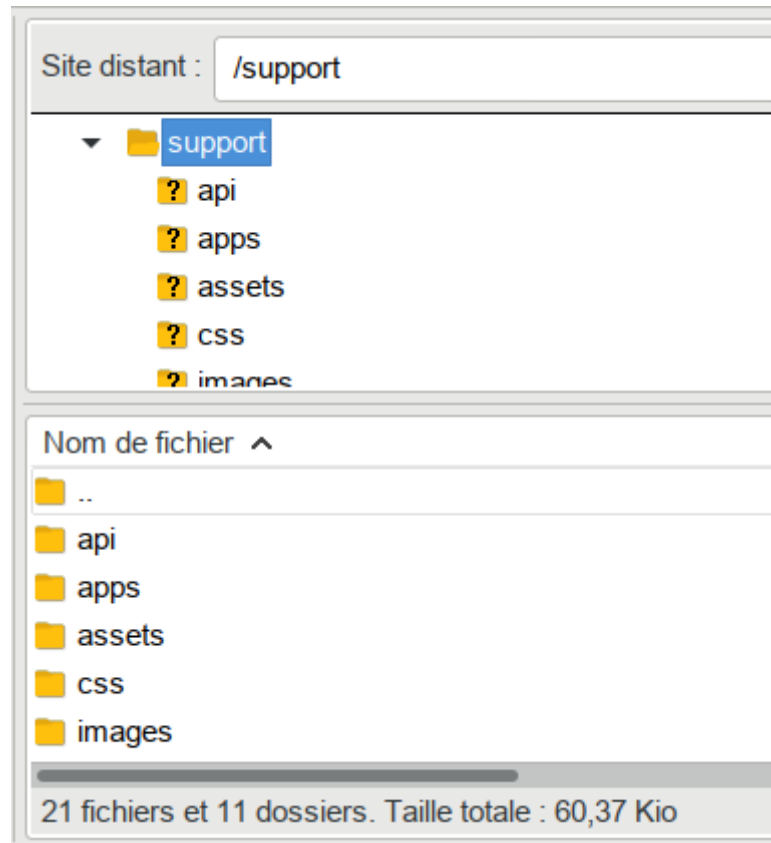 Site distant : /support
support
? api
? apps
? assets
? css
? images
Nom de fichier
..
api
apps
assets
css
images
21 fichiers et 11 dossiers. Taille totale : 60,37 Kio